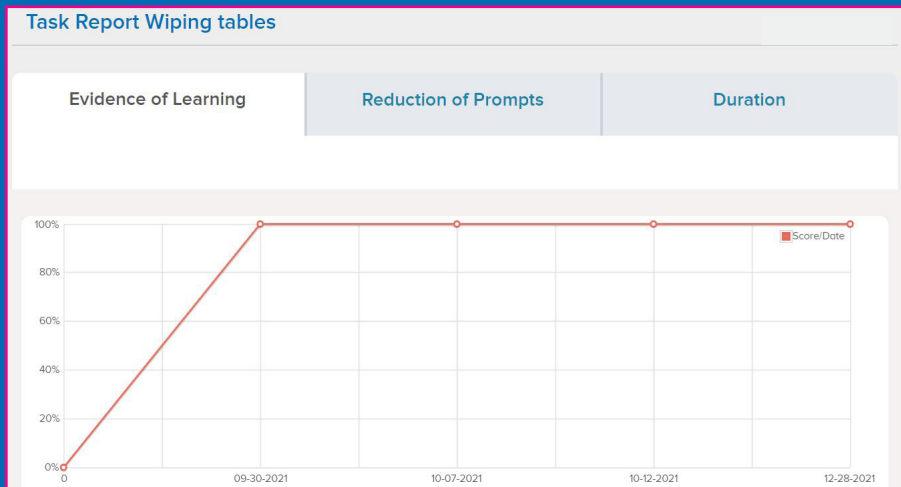 Task Report Wiping tables
Evidence of Learning Reduction of Prompts Duration
100%
Score/Date
80%
60%
40%
20%
0%
0 09-30-2021 10-07-2021 10-12-2021 12-28-2021